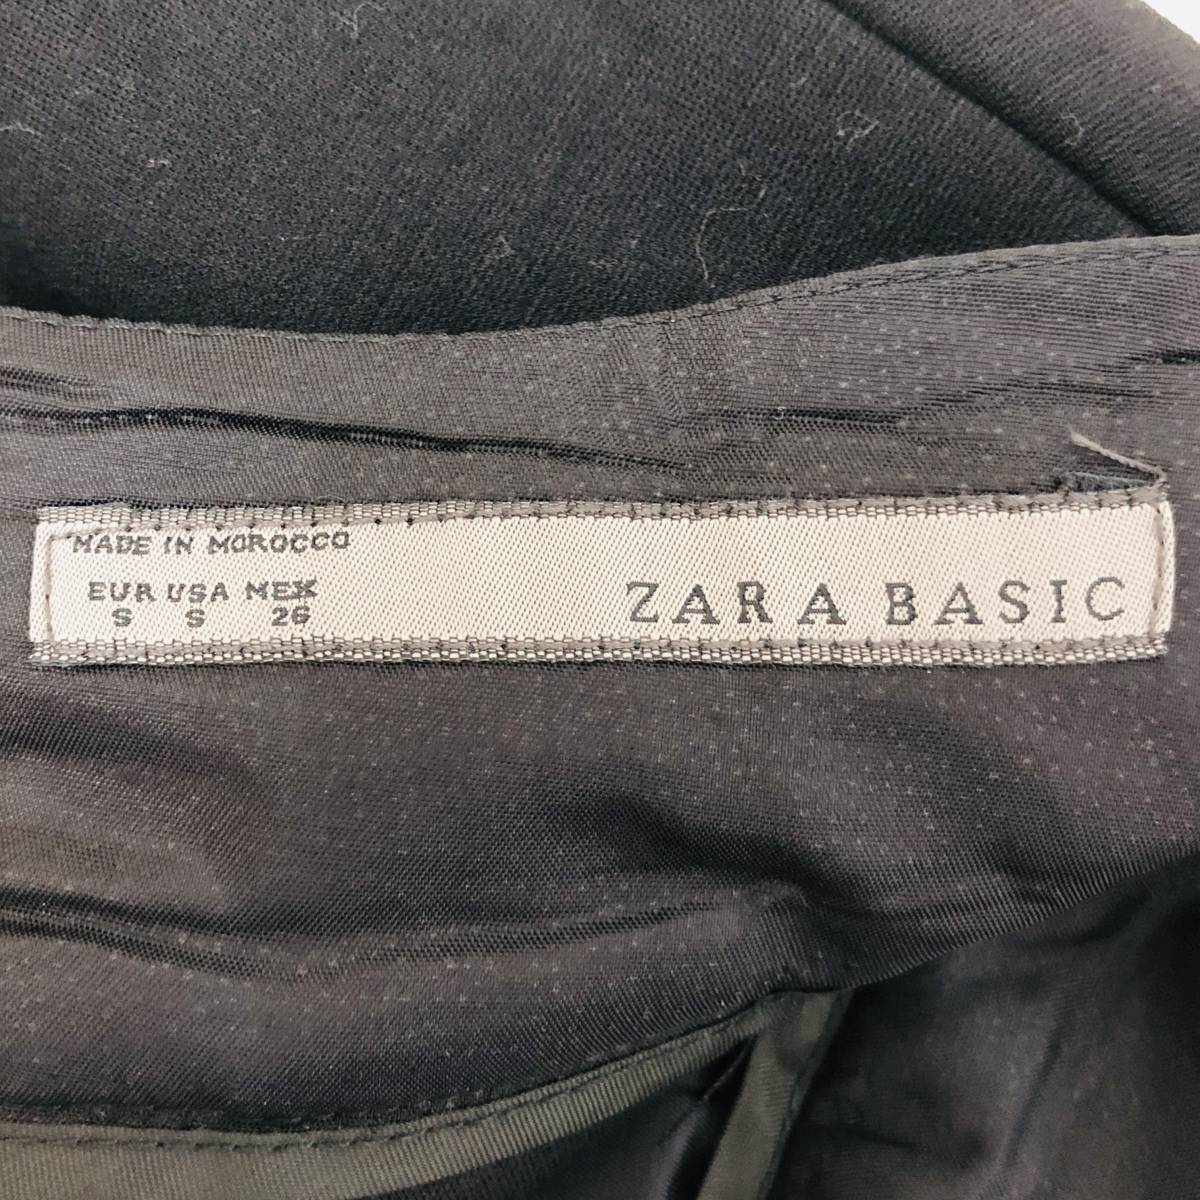 MADE IN MOROCCO
EUR USA MEX
S S 26
ZARA BASIC